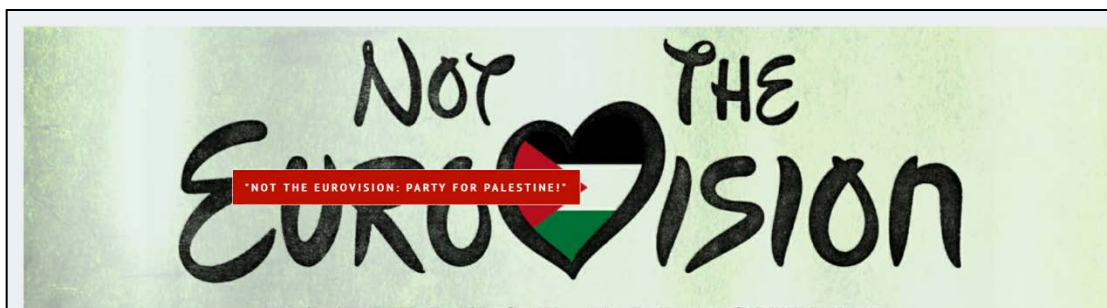 NOT THE
EUROVISION
"NOT THE EUROVISION: PARTY FOR PALESTINE!"